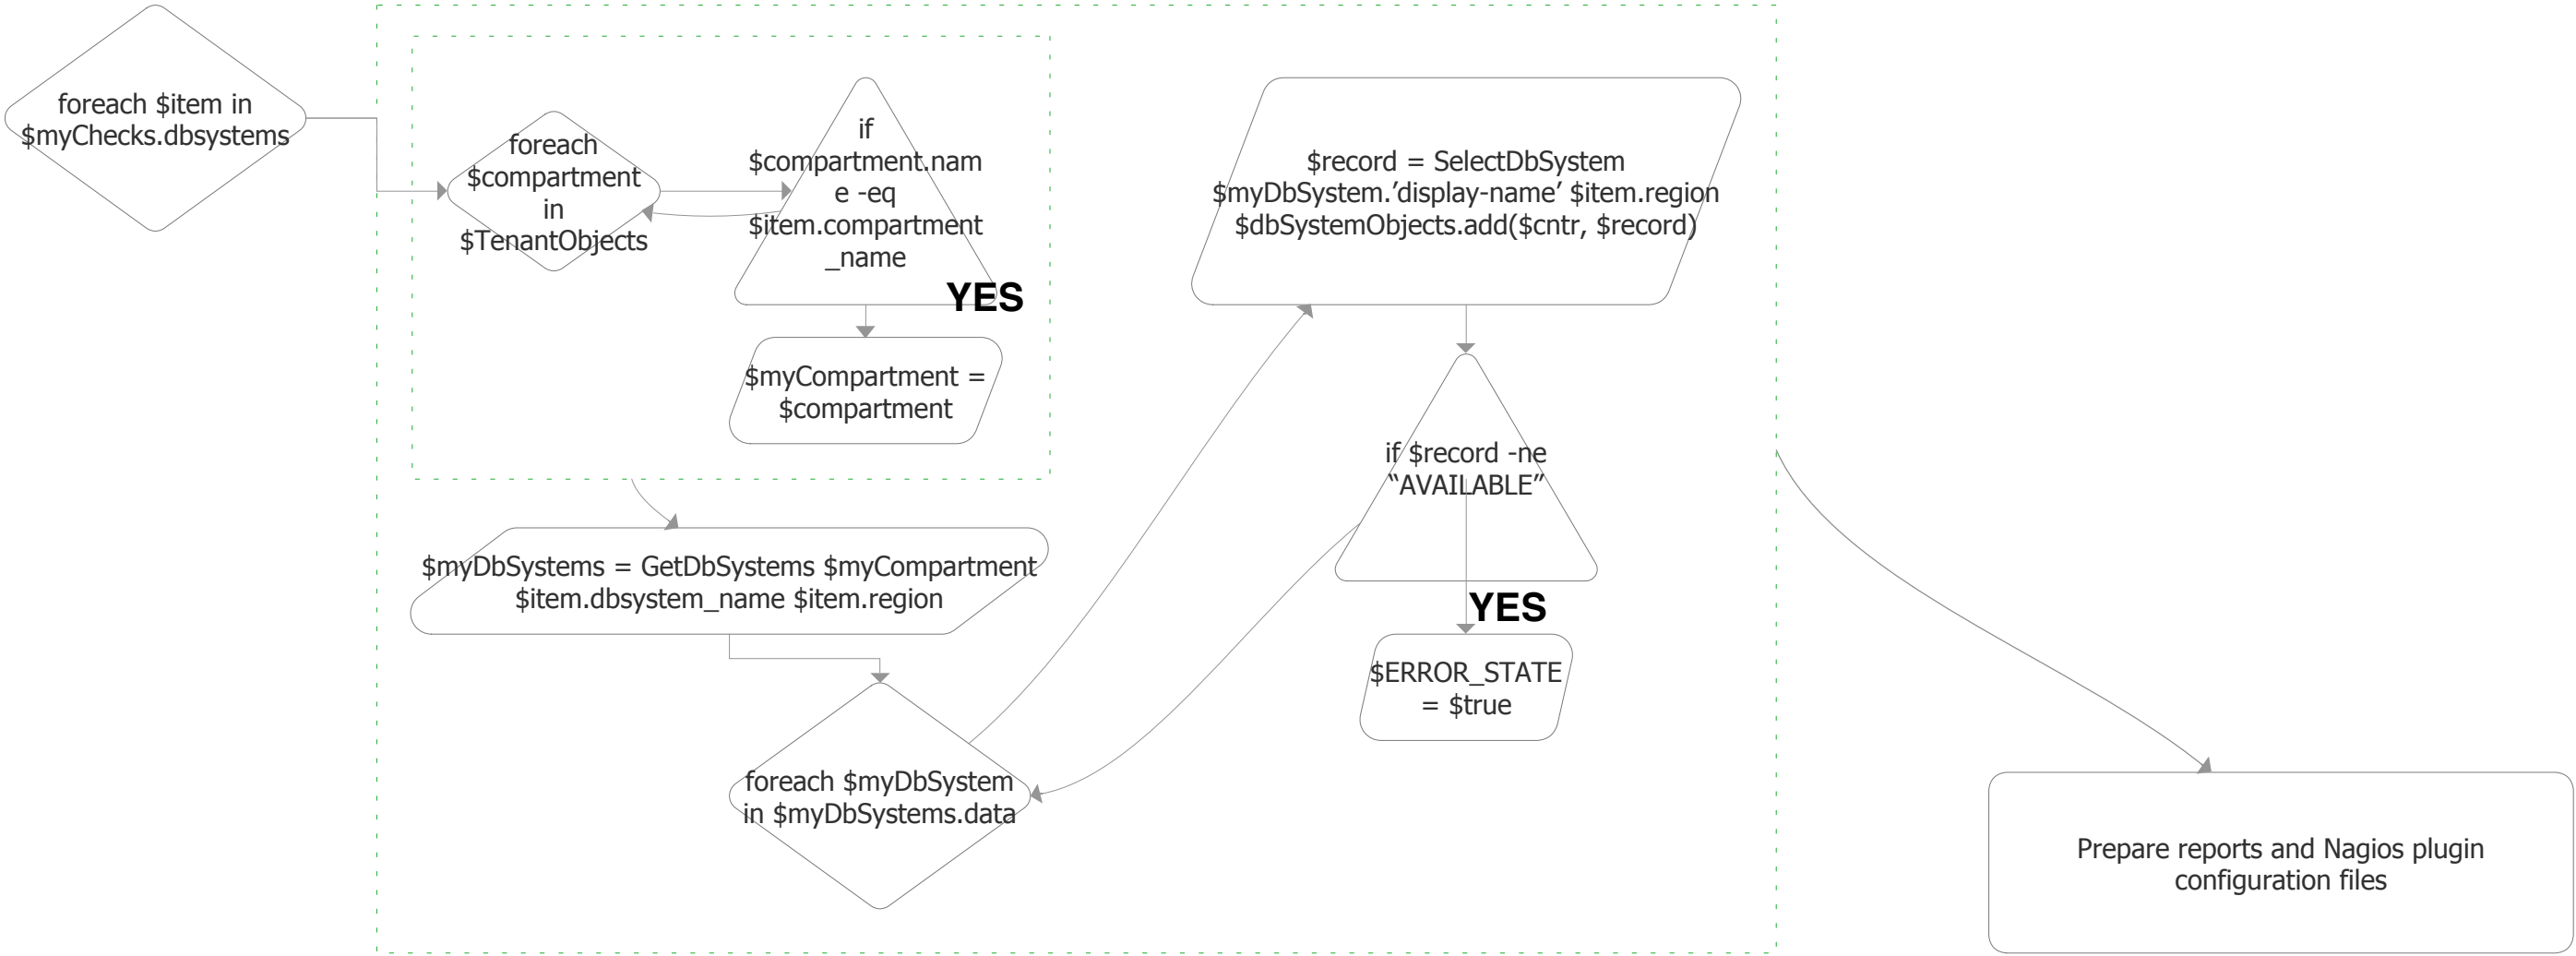 foreach $item in
$myChecks.dbsystems
foreach
$compartment
in
$TenantObjects
if
$compartment.nam
e -eq
$item.compartment
_name
YES
$myCompartment =
$compartment
$myDbSystems = GetDbSystems $myCompartment
$item.dbsystem_name $item.region
foreach $myDbSystem
in $myDbSystems.data
$record = SelectDbSystem
$myDbSystem.’display-name’ $item.region
$dbSystemObjects.add($cntr, $record)
if $record -ne
“AVAILABLE”
YES
$ERROR_STATE
= $true
Prepare reports and Nagios plugin
configuration files